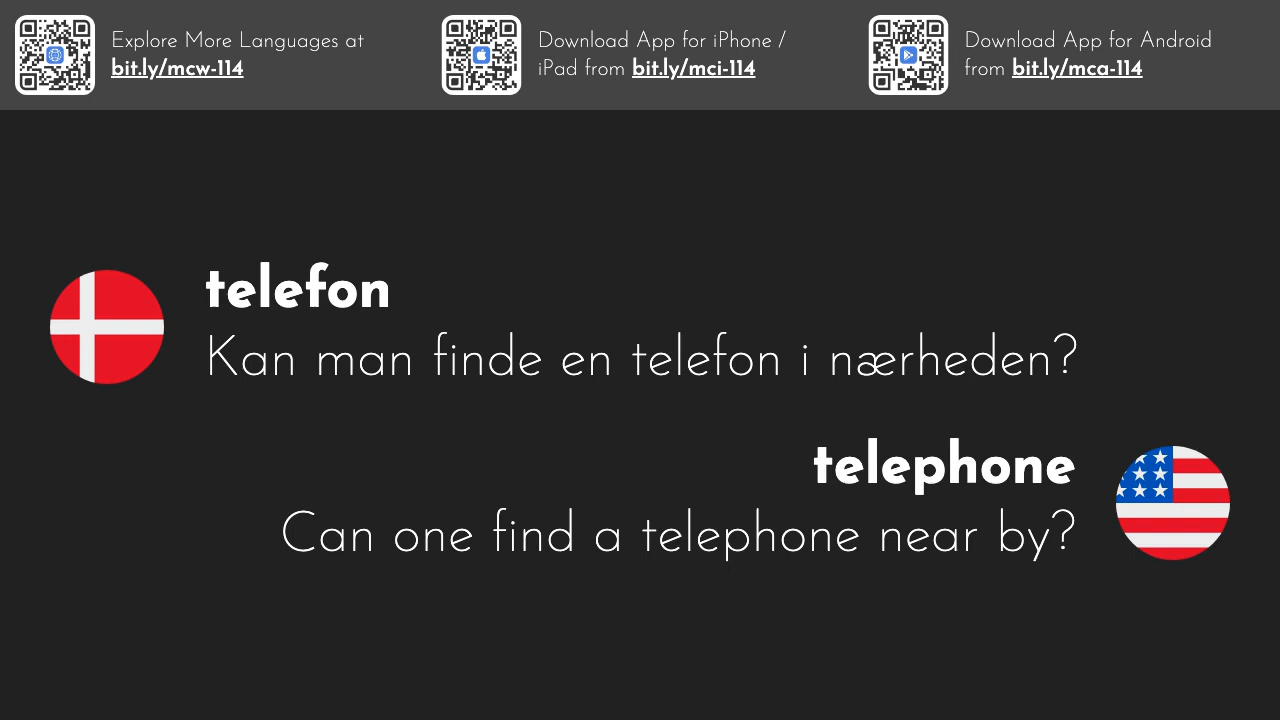 Explore More Languages at
bit.ly/mcw-114
Download App for iPhone /
iPad from bit.ly/mci-114
Download App for Android
from bit.ly/mca-114
telefon
Kan man finde en telefon i nærheden?
telephone
Can one find a telephone near by?